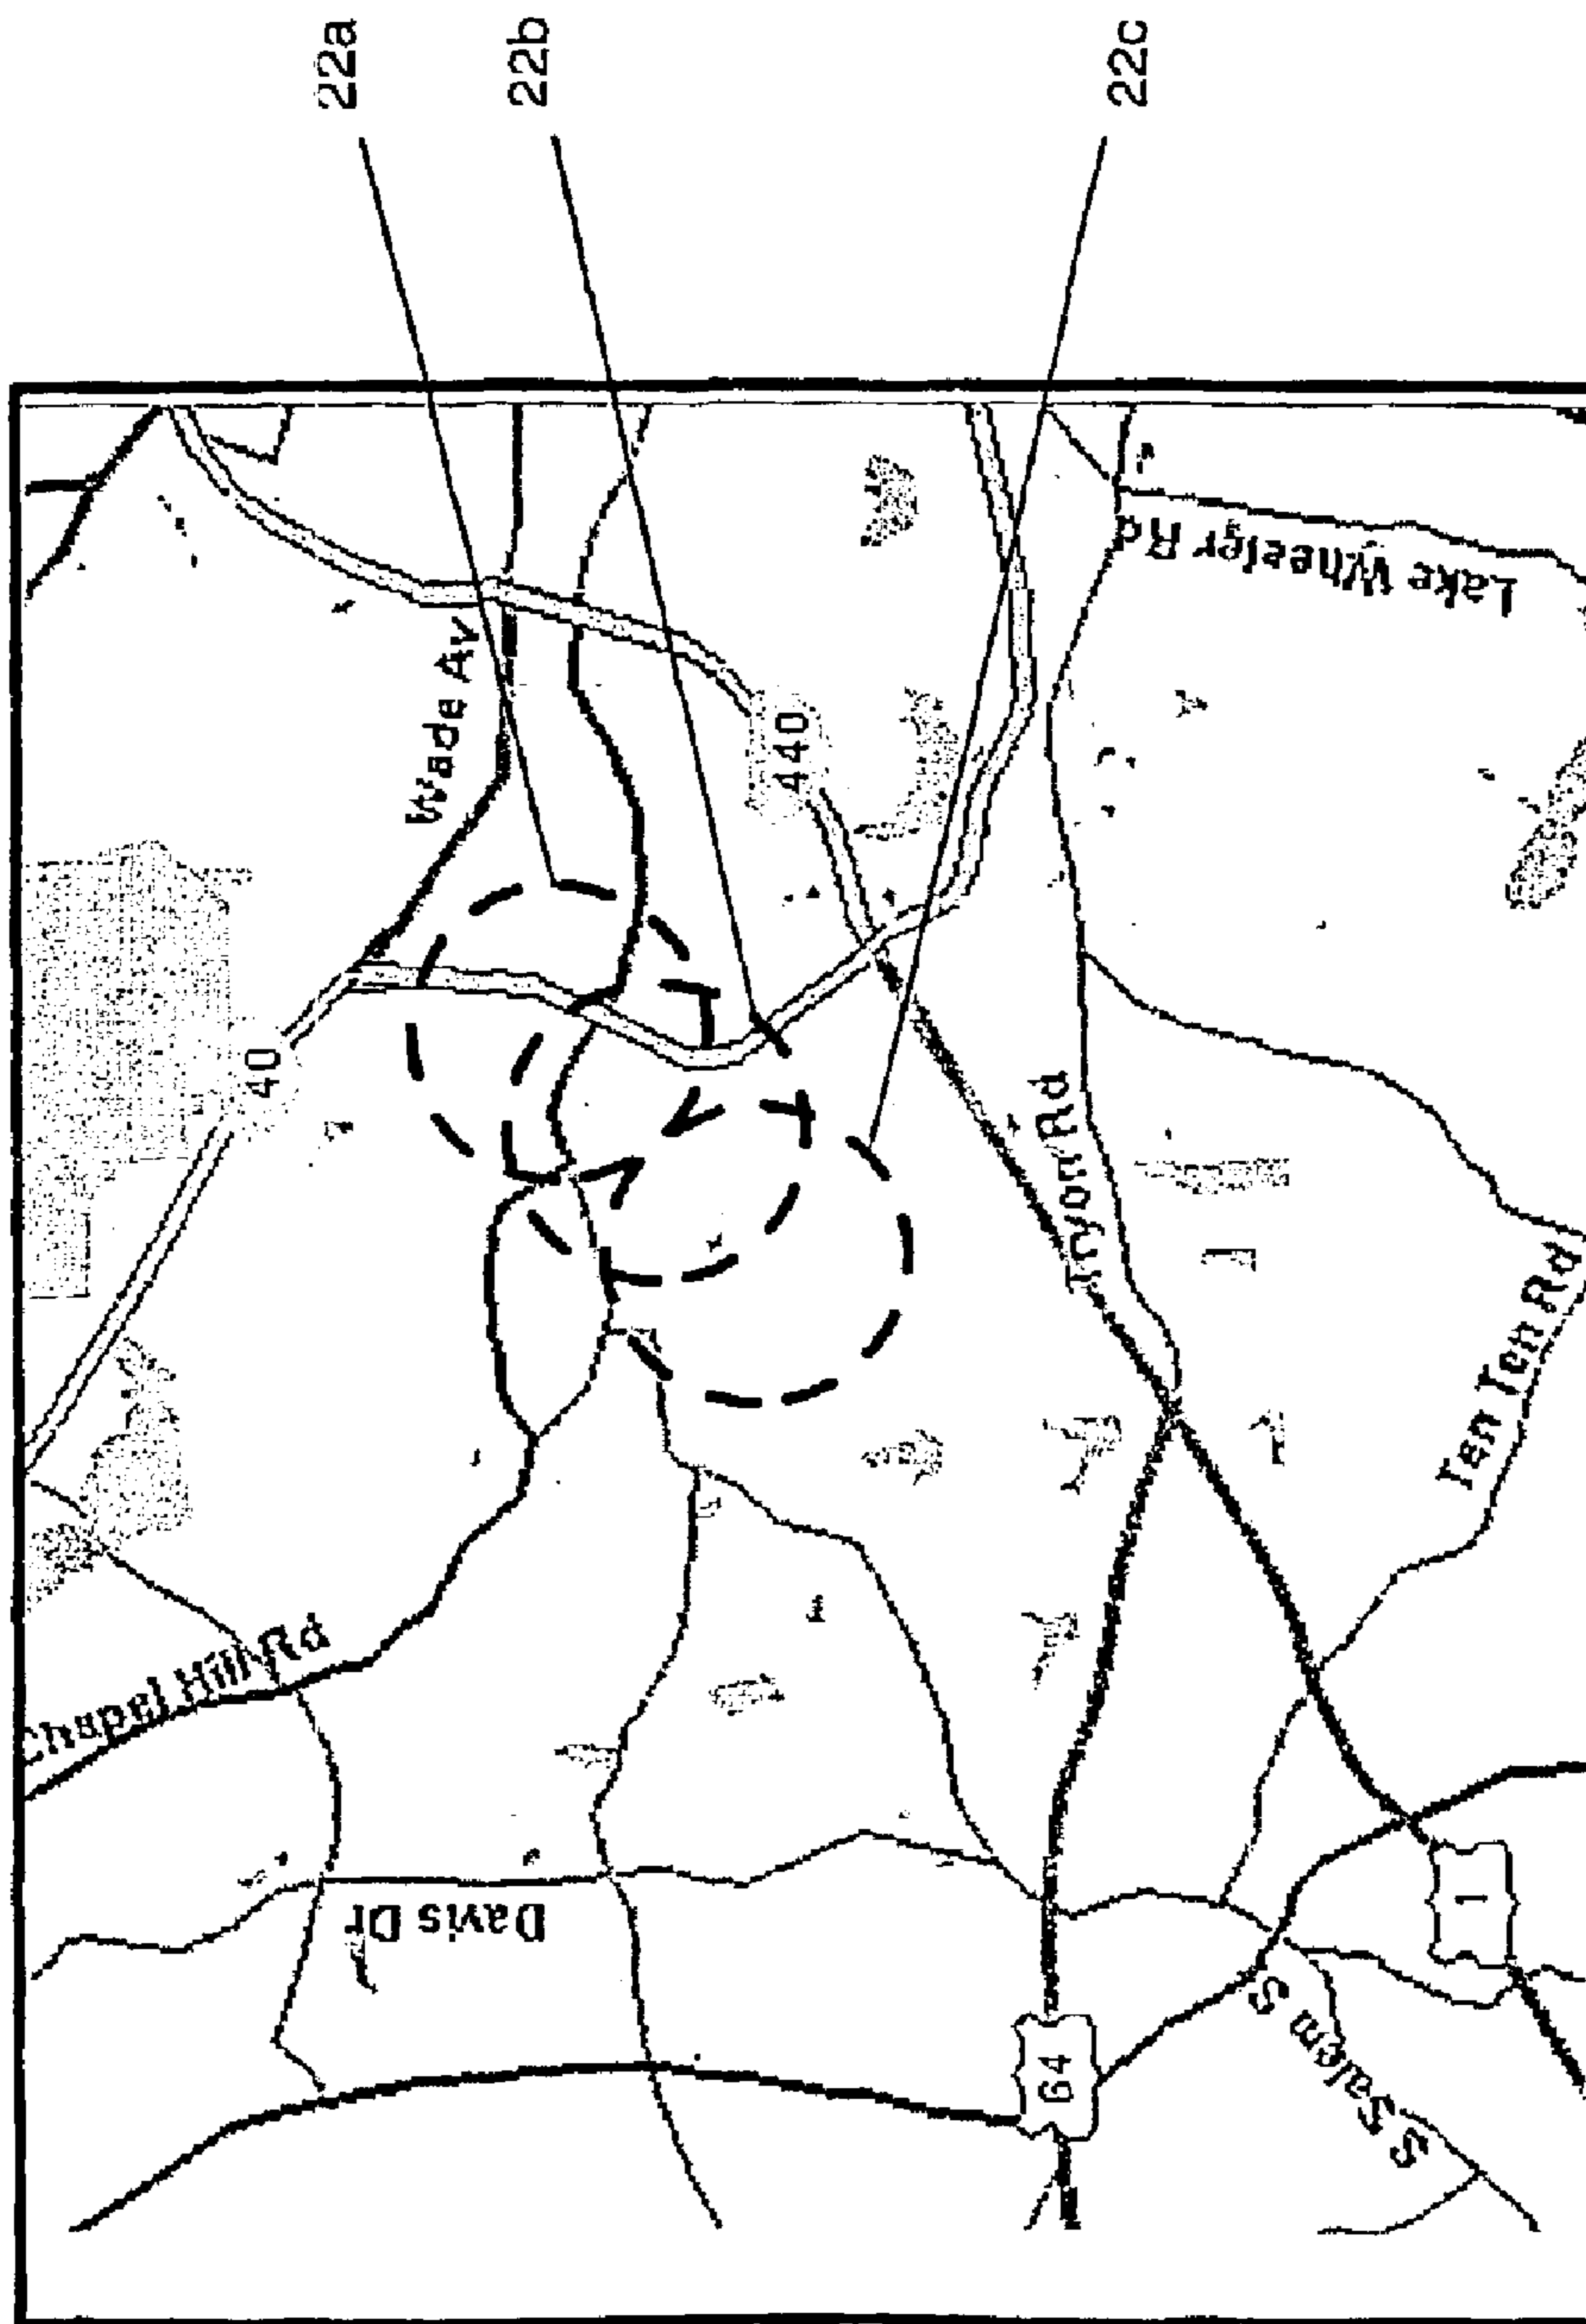 22a
22b
22c
Wade Av
440
40
Lake Wheeler Rd
Tryon Rd
Ten Ten Rd
Chapel Hill Rd
Davis Dr
64
1
S Salem S